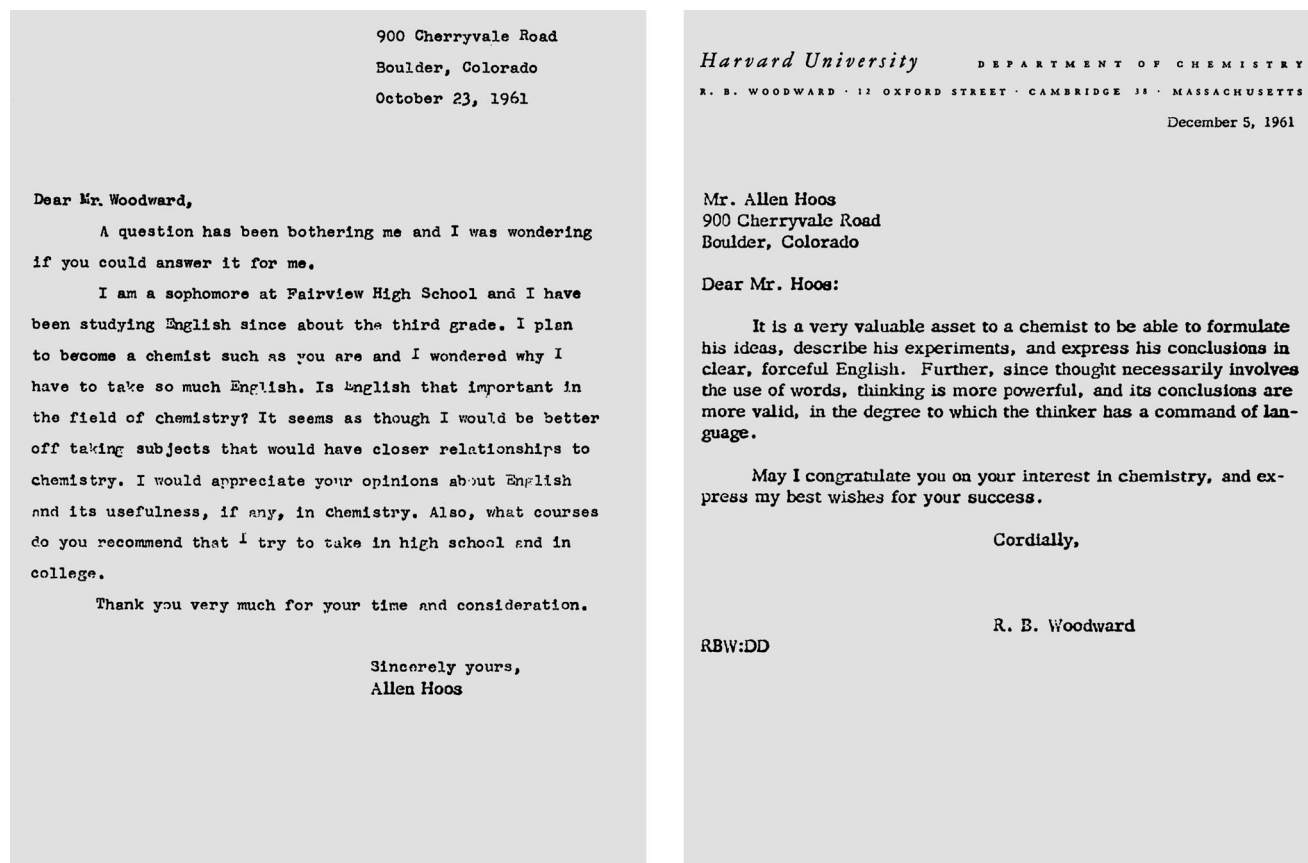 900 Cherryvale Road
Boulder, Colorado
October 23, 1961
Dear Mr. Woodward,
A question has been bothering me and I was wondering
if you could answer it for me.
I am a sophomore at Fairview High School and I have
been studying English since about the third grade. I plan
to become a chemist such as you are and I wondered why I
have to take so much English. Is English that important in
the field of chemistry? It seems as though I would be better
off taking subjects that would have closer relationships to
chemistry. I would appreciate your opinions about English
and its usefulness, if any, in chemistry. Also, what courses
do you recommend that I try to take in high school and in
college.
Thank you very much for your time and consideration.
Sincerely yours,
Allen Hoos
Harvard University DEPARTMENT OF CHEMISTRY
R. B. WOODWARD · 12 OXFORD STREET · CAMBRIDGE 38 · MASSACHUSETTS
December 5, 1961
Mr. Allen Hoos
900 Cherryvale Road
Boulder, Colorado
Dear Mr. Hoos:
It is a very valuable asset to a chemist to be able to formulate
his ideas, describe his experiments, and express his conclusions in
clear, forceful English. Further, since thought necessarily involves
the use of words, thinking is more powerful, and its conclusions are
more valid, in the degree to which the thinker has a command of lan-
guage.
May I congratulate you on your interest in chemistry, and ex-
press my best wishes for your success.
Cordially,
R. B. Woodward
RBW:DD